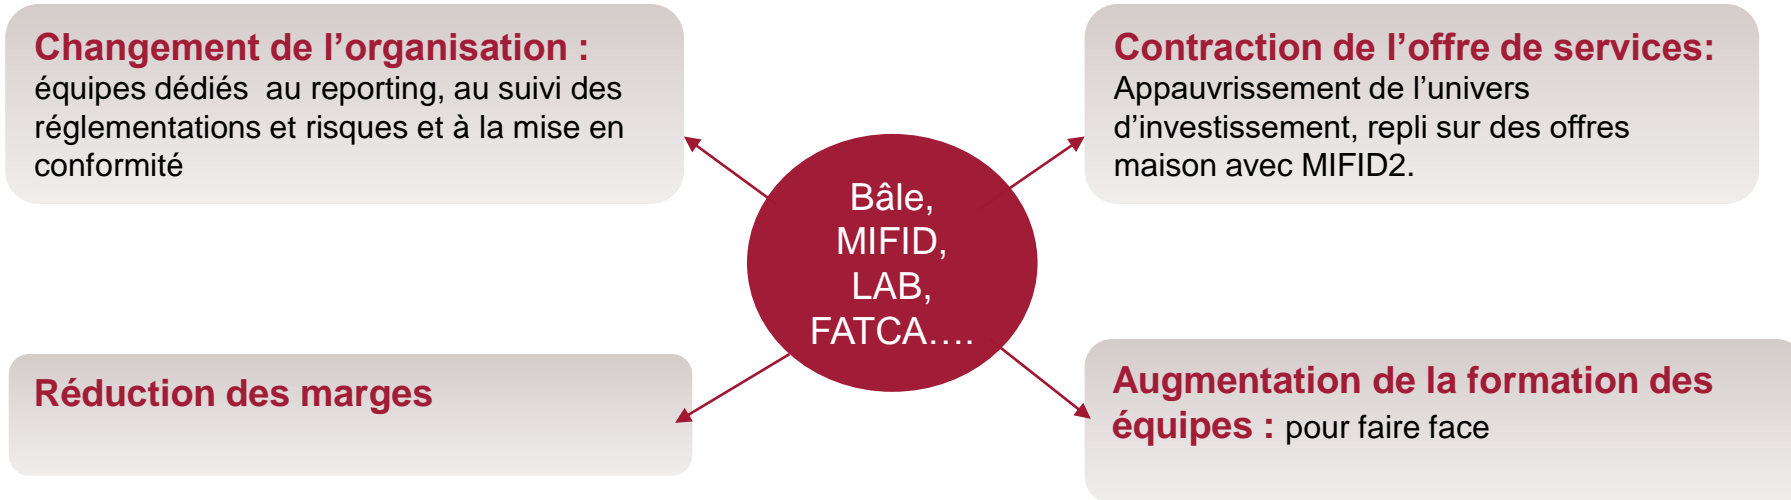 Changement de l’organisation :
équipes dédiés  au reporting, au suivi des
réglementations et risques et à la mise en
conformité
Contraction de l’offre de services:
Appauvrissement de l’univers
d’investissement, repli sur des offres
maison avec MIFID2.
Bâle,
MIFID,
LAB,
FATCA….
Réduction des marges
Augmentation de la formation des
équipes : pour faire face